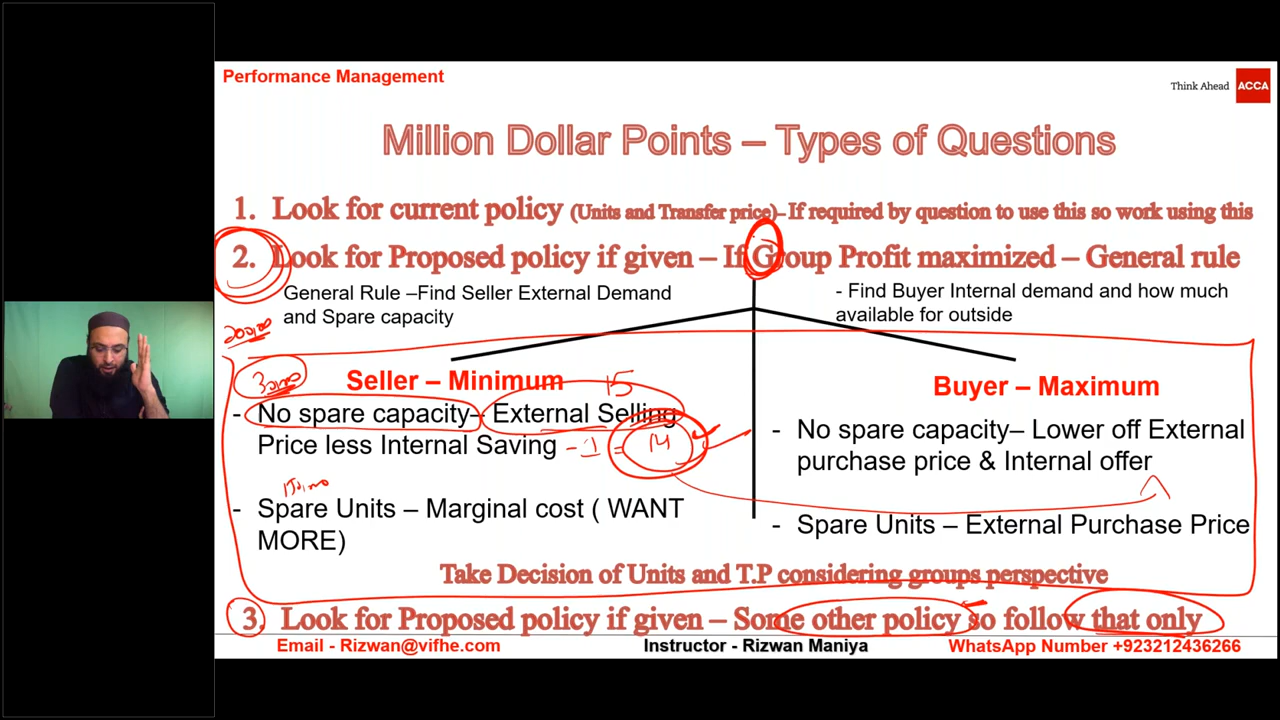 Performance Management
Think Ahead ACCA
Million Dollar Points – Types of Questions
1. Look for current policy (Units and Transfer price)– If required by question to use this so work using this
2. Look for Proposed policy if given – If Group Profit maximized – General rule
General Rule –Find Seller External Demand
and Spare capacity
- Find Buyer Internal demand and how much
available for outside
Seller – Minimum
15
- No spare capacity– External Selling
Price less Internal Saving - 1 = 14
- Spare Units – Marginal cost ( WANT
MORE)
Buyer – Maximum
- No spare capacity– Lower off External
purchase price & Internal offer
- Spare Units – External Purchase Price
Take Decision of Units and T.P considering groups perspective
3. Look for Proposed policy if given – Some other policy so follow that only
Email - Rizwan@vifhe.com
Instructor - Rizwan Maniya
WhatsApp Number +923212436266